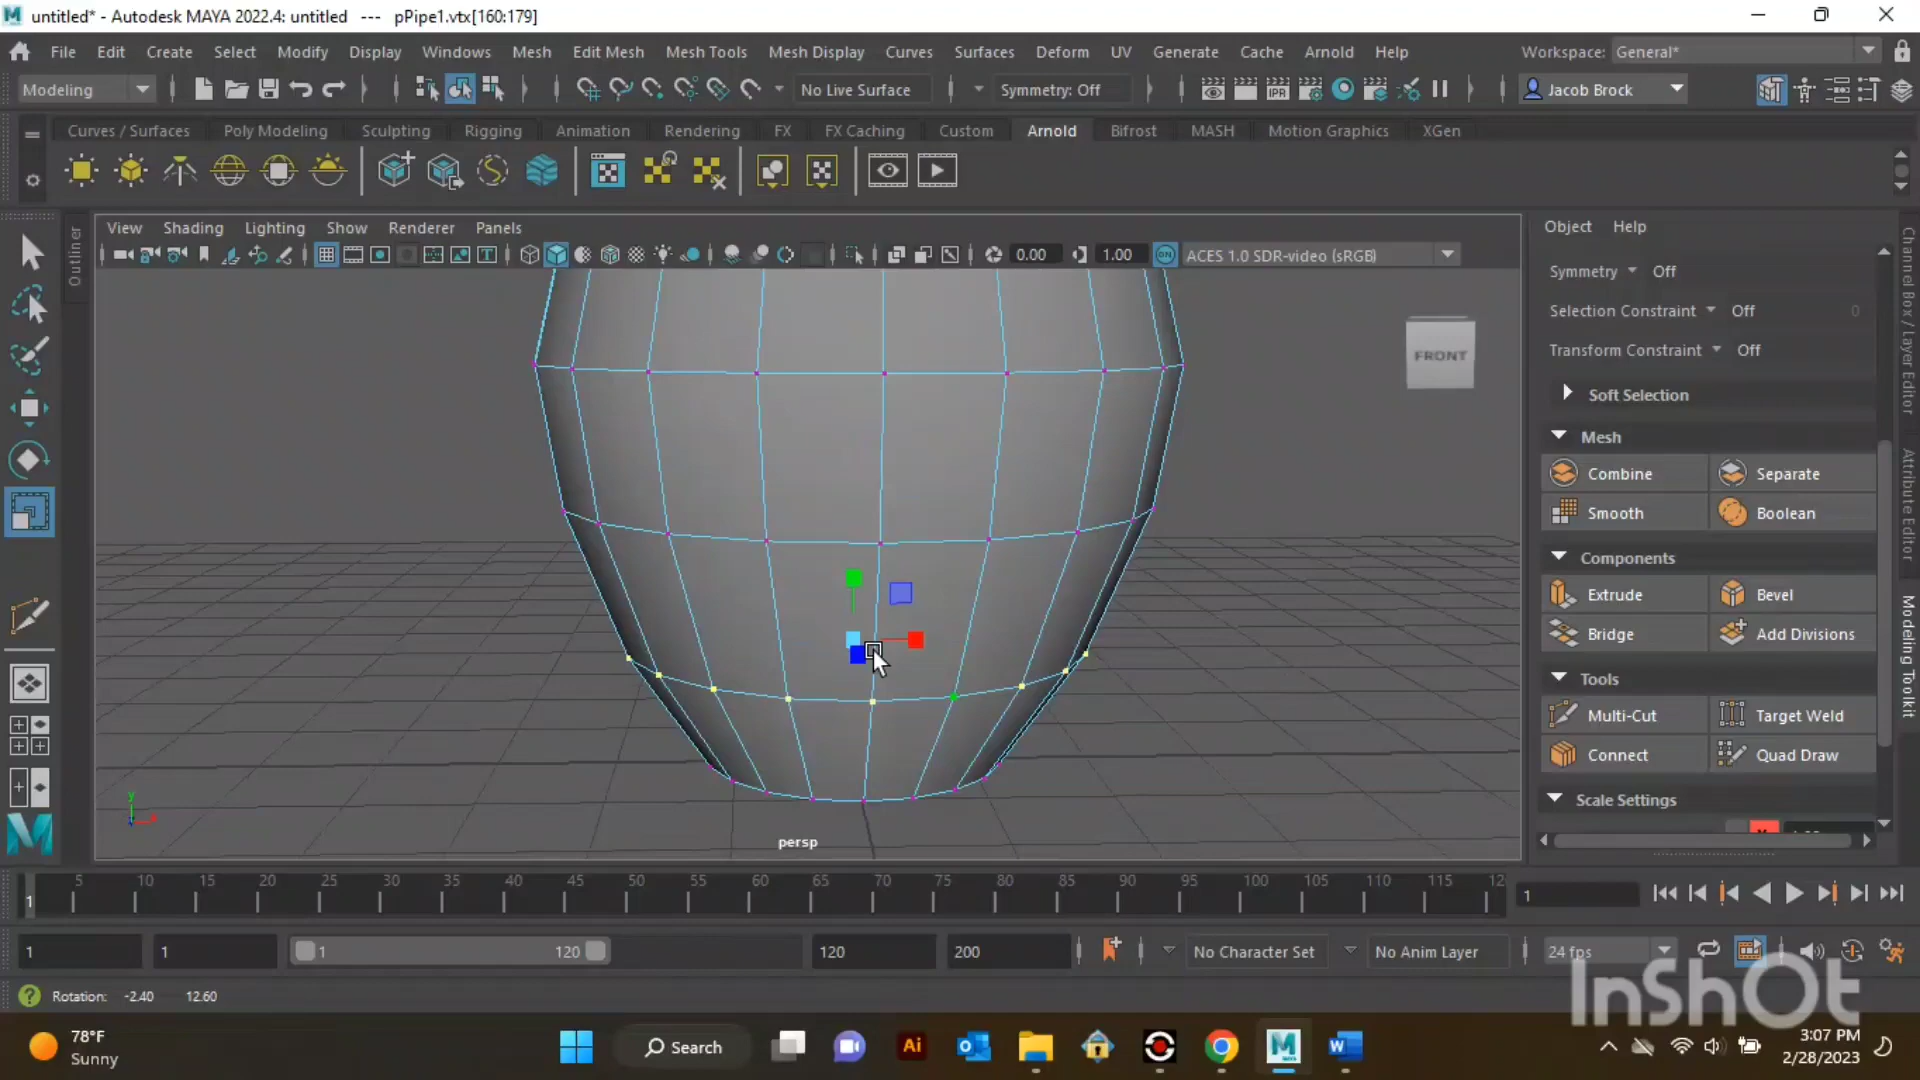 untitled* - Autodesk MAYA 2022.4: untitled --- pPipe1.vtx[160:179]
File Edit Create Select Modify Display Windows Mesh Edit Mesh Mesh Tools Mesh Display Curves Surfaces Deform UV Generate Cache Arnold Help Workspace: General*
Modeling No Live Surface Symmetry: Off IPR Jacob Brock
Curves / Surfaces Poly Modeling Sculpting Rigging Animation Rendering FX FX Caching Custom Arnold Bifrost MASH Motion Graphics XGen
View Shading Lighting Show Renderer Panels
0.00 1.00 ON ACES 1.0 SDR-video (sRGB)
Outliner
FRONT
persp
y
Object Help
Symmetry Off
Selection Constraint Off 0
Transform Constraint Off
Soft Selection
Mesh
Combine Separate
Smooth Boolean
Components
Extrude Bevel
Bridge Add Divisions
Tools
Multi-Cut Target Weld
Connect Quad Draw
Scale Settings
Channel Box / Layer Editor
Attribute Editor
Modeling Toolkit
5 10 15 20 25 30 35 40 45 50 55 60 65 70 75 80 85 90 95 100 105 110 115 12
1 1
1 1 1 120 120 200 No Character Set No Anim Layer 24 fps
Rotation: -2.40 12.60
InShOt
78°F
Sunny
Search
Ai
3:07 PM
2/28/2023